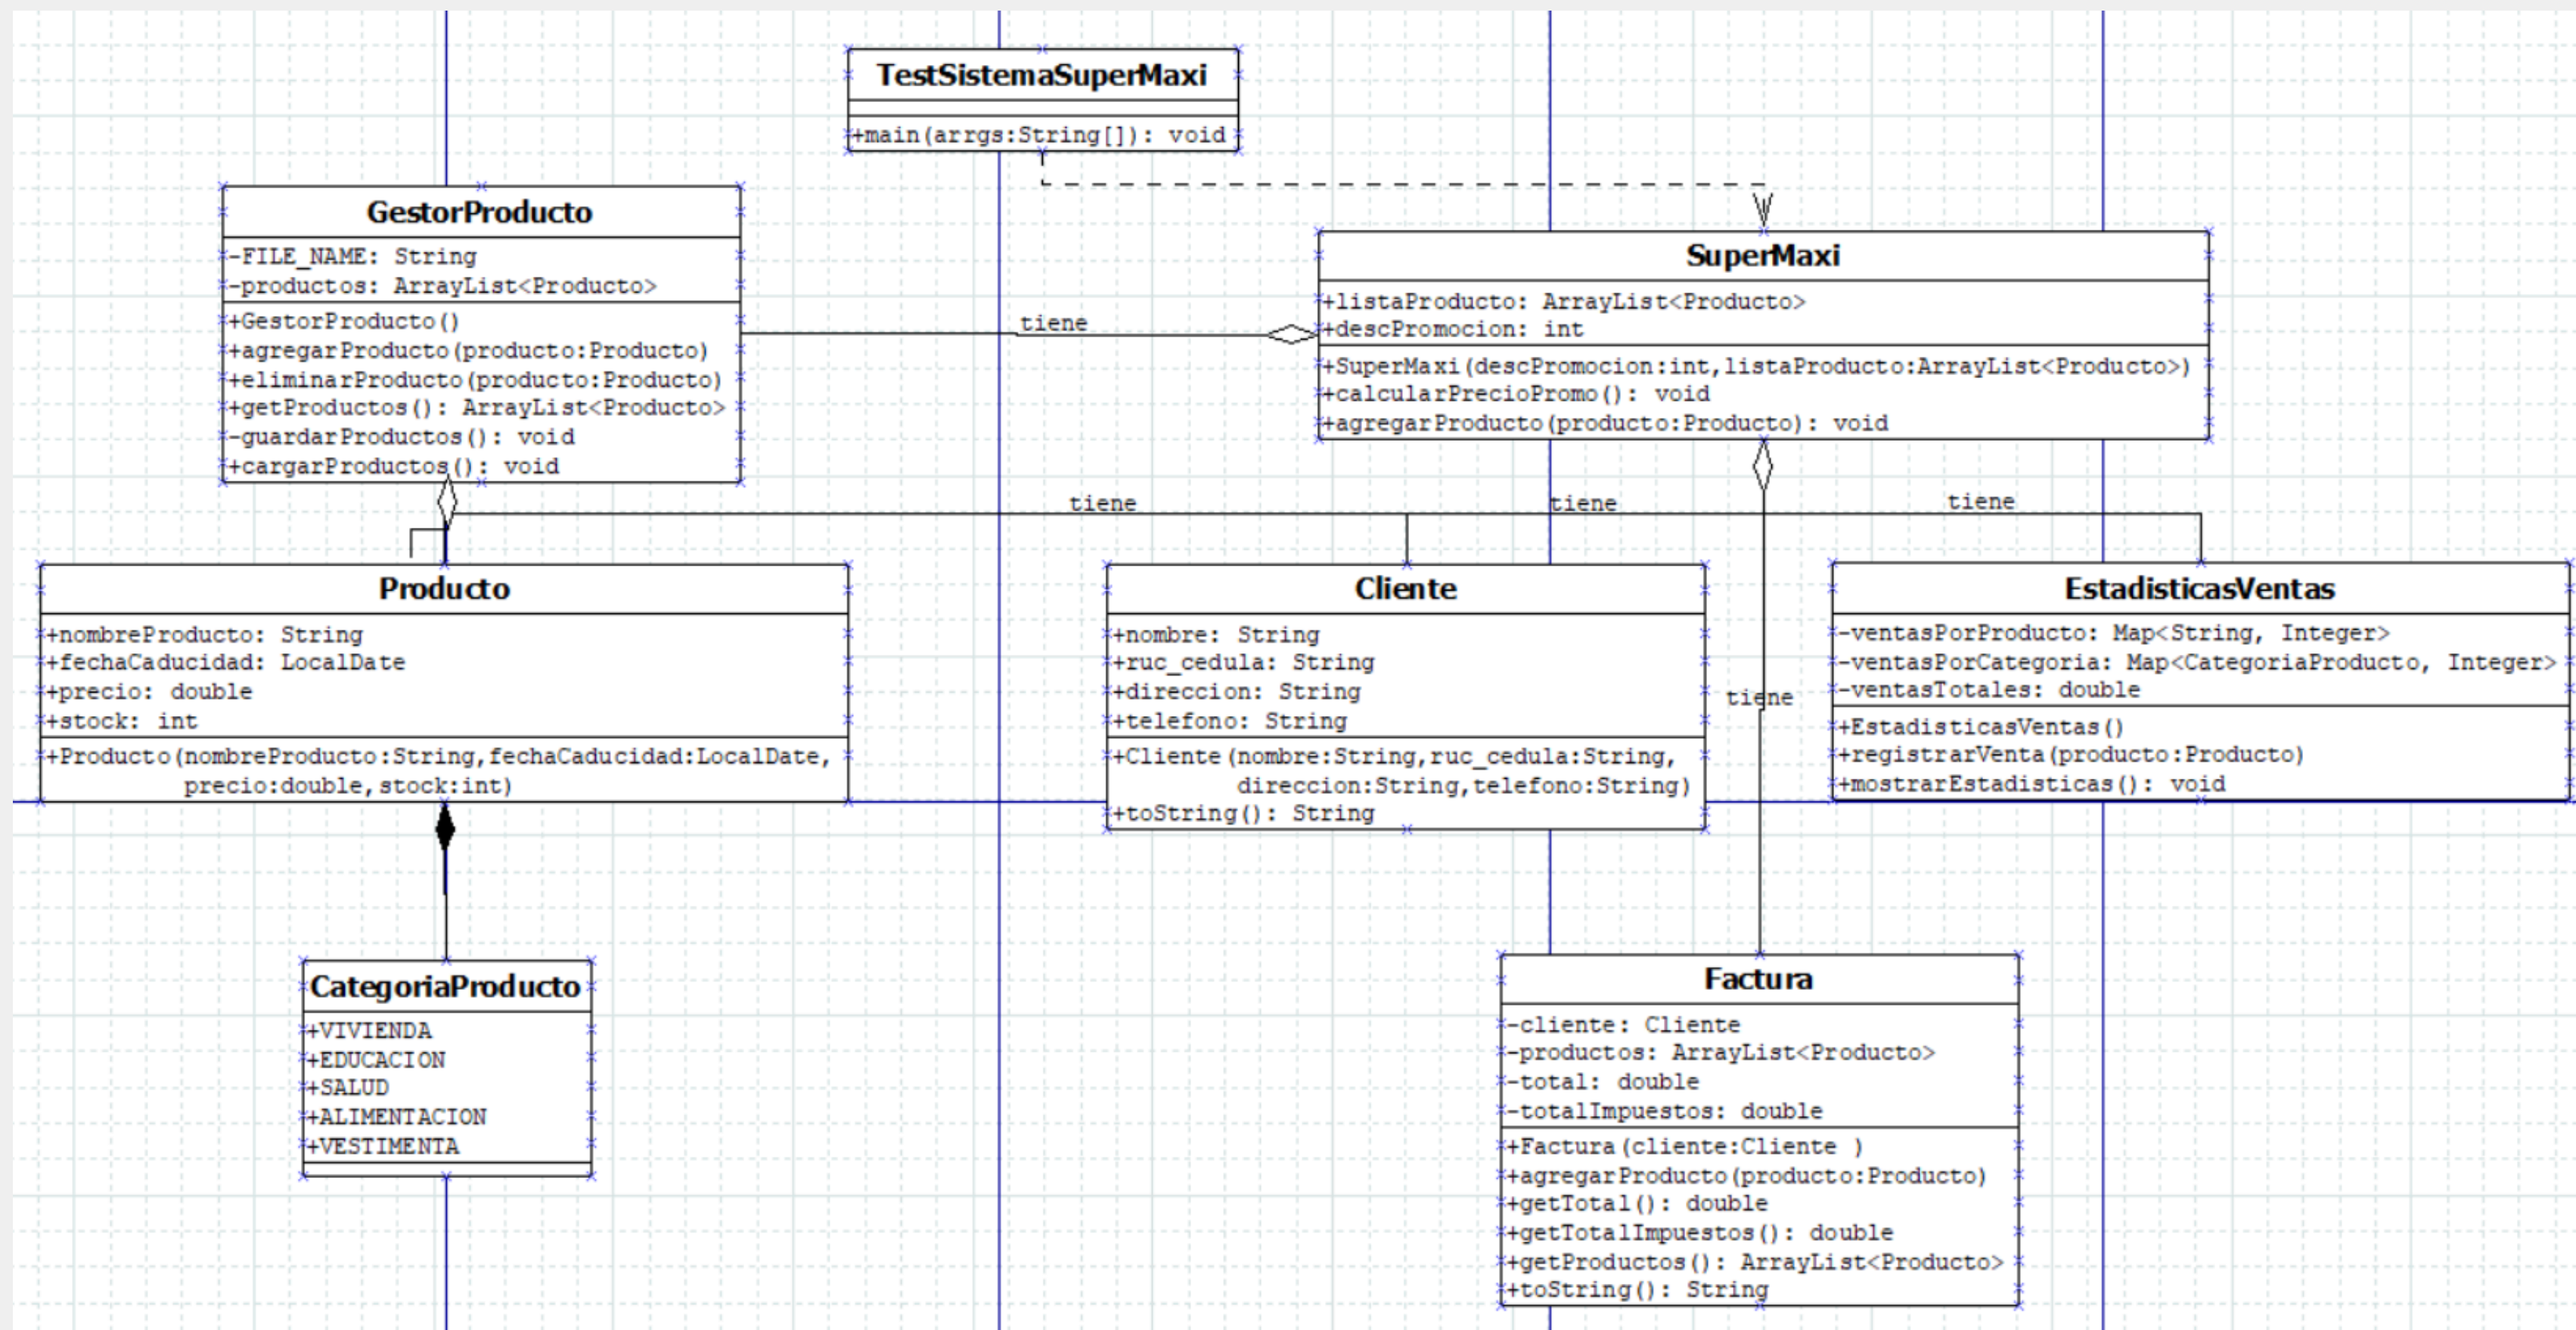 TestSistemaSuperMaxi
+main(arrgs:String[]): void
GestorProducto
-FILE_NAME: String
-productos: ArrayList<Producto>
+GestorProducto()
+agregarProducto(producto:Producto)
+eliminarProducto(producto:Producto)
+getProductos(): ArrayList<Producto>
-guardarProductos(): void
+cargarProductos(): void
tiene
SuperMaxi
+listaProducto: ArrayList<Producto>
+descPromocion: int
+SuperMaxi(descPromocion:int,listaProducto:ArrayList<Producto>)
+calcularPrecioPromo(): void
+agregarProducto(producto:Producto): void
tiene
tiene
tiene
Producto
+nombreProducto: String
+fechaCaducidad: LocalDate
+precio: double
+stock: int
+Producto(nombreProducto:String,fechaCaducidad:LocalDate,
precio:double,stock:int)
Cliente
+nombre: String
+ruc_cedula: String
+direccion: String
+telefono: String
+Cliente(nombre:String,ruc_cedula:String,
direccion:String,telefono:String)
+toString(): String
tiene
EstadisticasVentas
-ventasPorProducto: Map<String, Integer>
-ventasPorCategoria: Map<CategoriaProducto, Integer>
-ventasTotales: double
+EstadisticasVentas()
+registrarVenta(producto:Producto)
+mostrarEstadisticas(): void
CategoriaProducto
+VIVIENDA
+EDUCACION
+SALUD
+ALIMENTACION
+VESTIMENTA
Factura
-cliente: Cliente
-productos: ArrayList<Producto>
-total: double
-totalImpuestos: double
+Factura(cliente:Cliente )
+agregarProducto(producto:Producto)
+getTotal(): double
+getTotalImpuestos(): double
+getProductos(): ArrayList<Producto>
+toString(): String